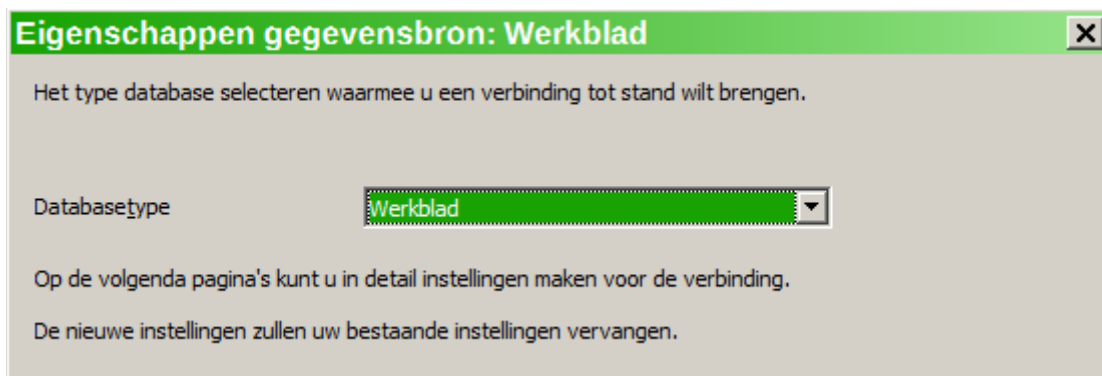 Eigenschappen gegevensbron: Werkblad
Het type database selecteren waarmee u een verbinding tot stand wilt brengen.
Databasetype
Werkblad
Op de volgenda pagina's kunt u in detail instellingen maken voor de verbinding.
De nieuwe instellingen zullen uw bestaande instellingen vervangen.